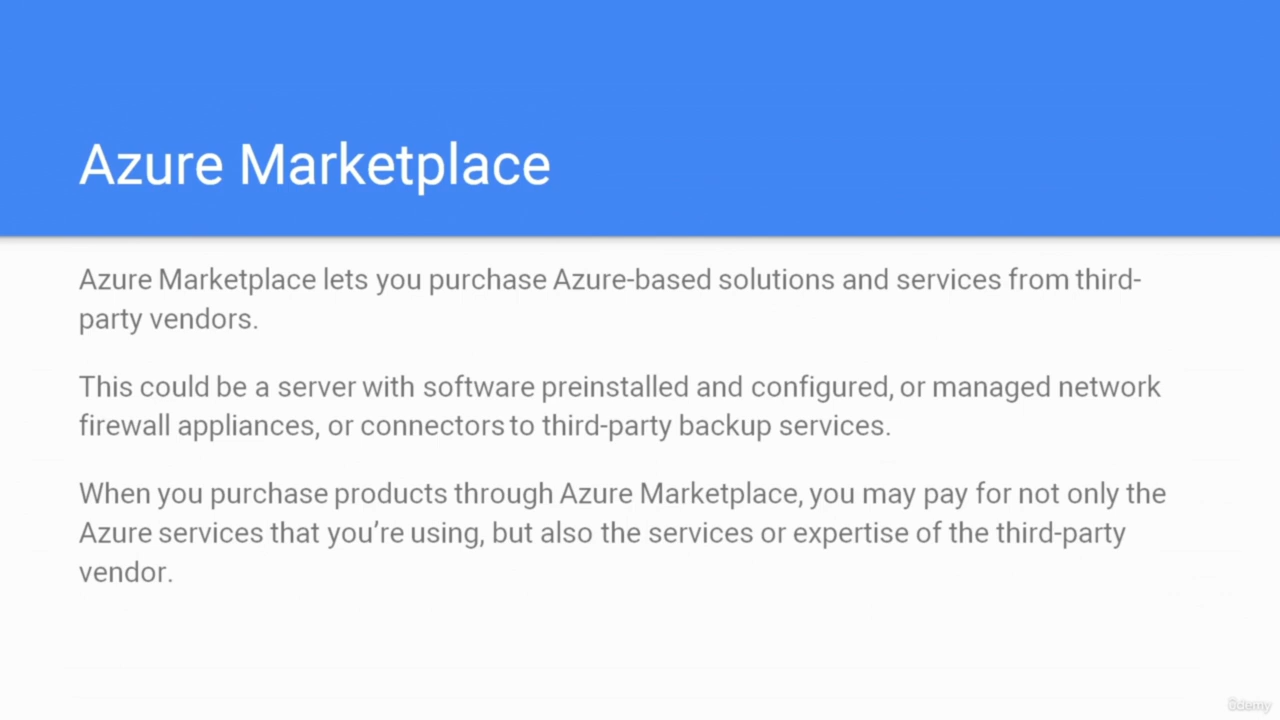 Azure Marketplace
Azure Marketplace lets you purchase Azure-based solutions and services from third-
party vendors.
This could be a server with software preinstalled and configured, or managed network
firewall appliances, or connectors to third-party backup services.
When you purchase products through Azure Marketplace, you may pay for not only the
Azure services that you’re using, but also the services or expertise of the third-party
vendor.
ûdemy